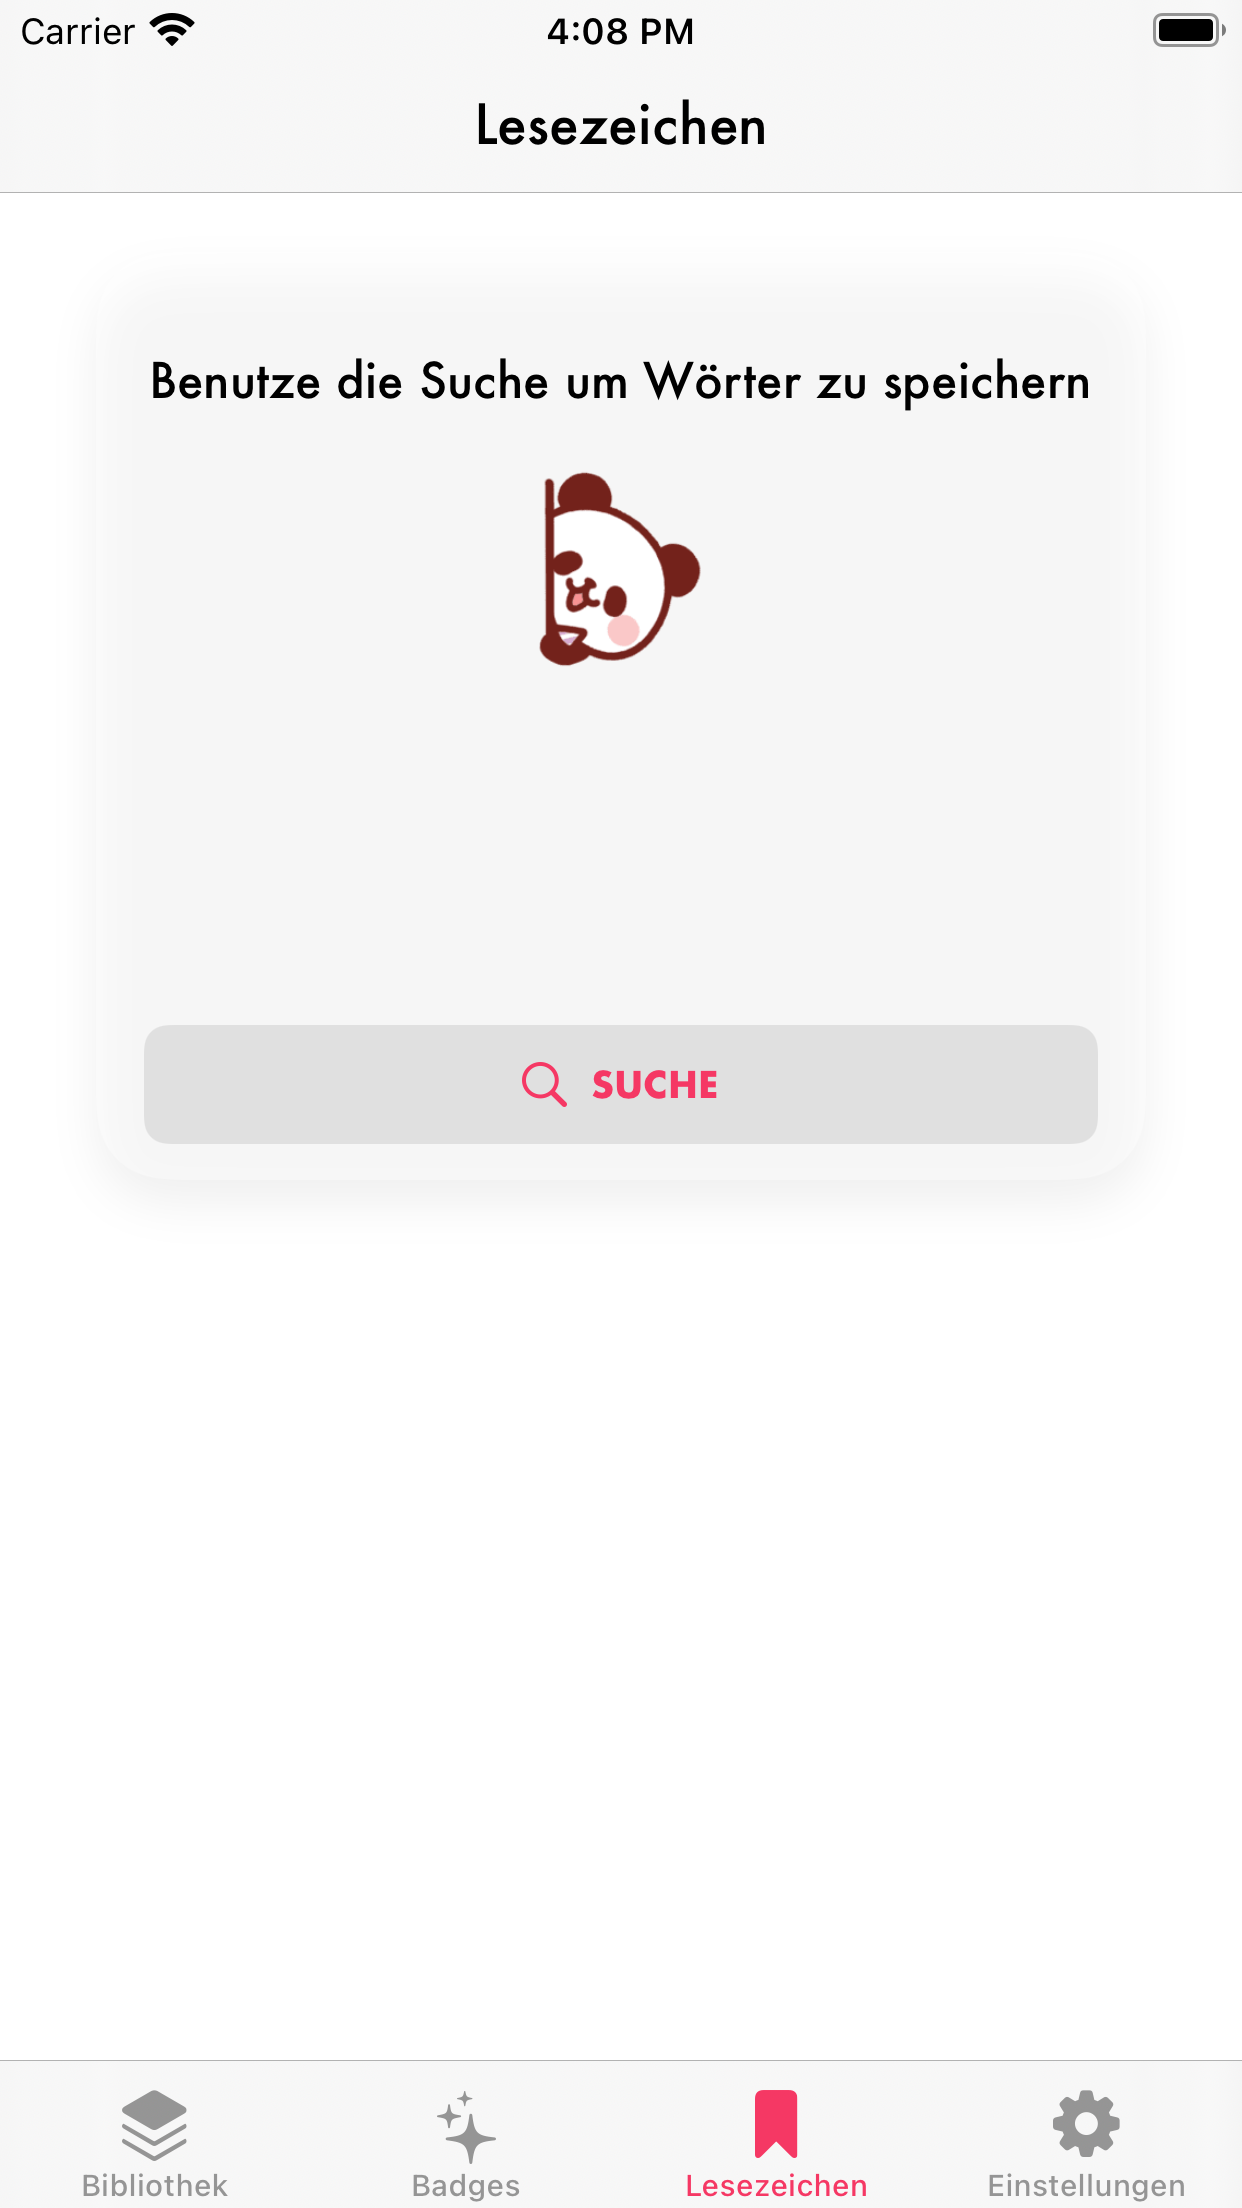 Carrier
4:08 PM
Lesezeichen
Benutze die Suche um Wörter zu speichern
SUCHE
Bibliothek
Badges
Lesezeichen
Einstellungen